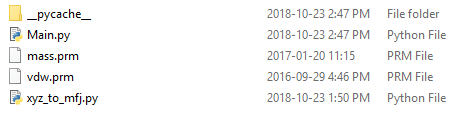 __pycache__ 2018-10-23 2:47 PM File folder
Main.py 2018-10-23 2:47 PM Python File
mass.prm 2017-01-20 11:15 PRM File
vdw.prm 2016-09-29 4:46 PM PRM File
xyz_to_mfj.py 2018-10-23 1:50 PM Python File